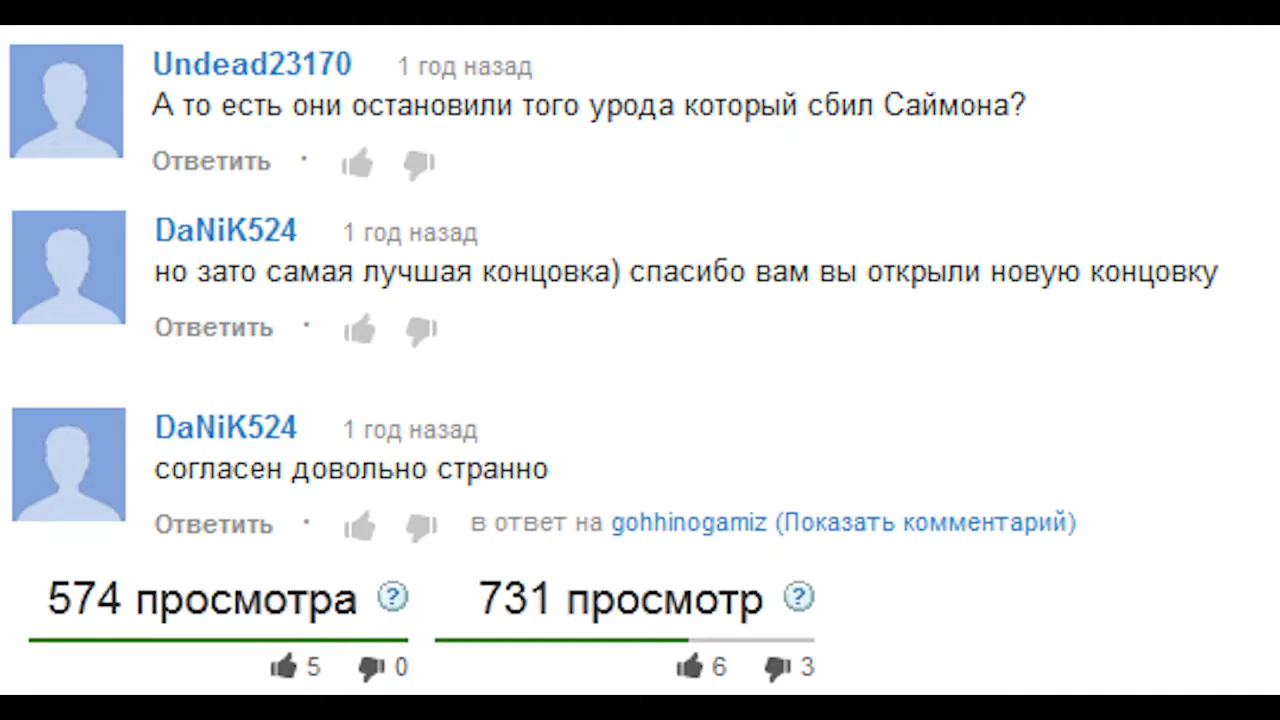 Undead23170 1 год назад
А то есть они остановили того урода который сбил Саймона?
Ответить ·
DaNiK524 1 год назад
но зато самая лучшая концовка) спасибо вам вы открыли новую концовку
Ответить ·
DaNiK524 1 год назад
согласен довольно странно
Ответить · в ответ на gohhinogamiz (Показать комментарий)
574 просмотра ? 731 просмотр ?
5 0 6 3